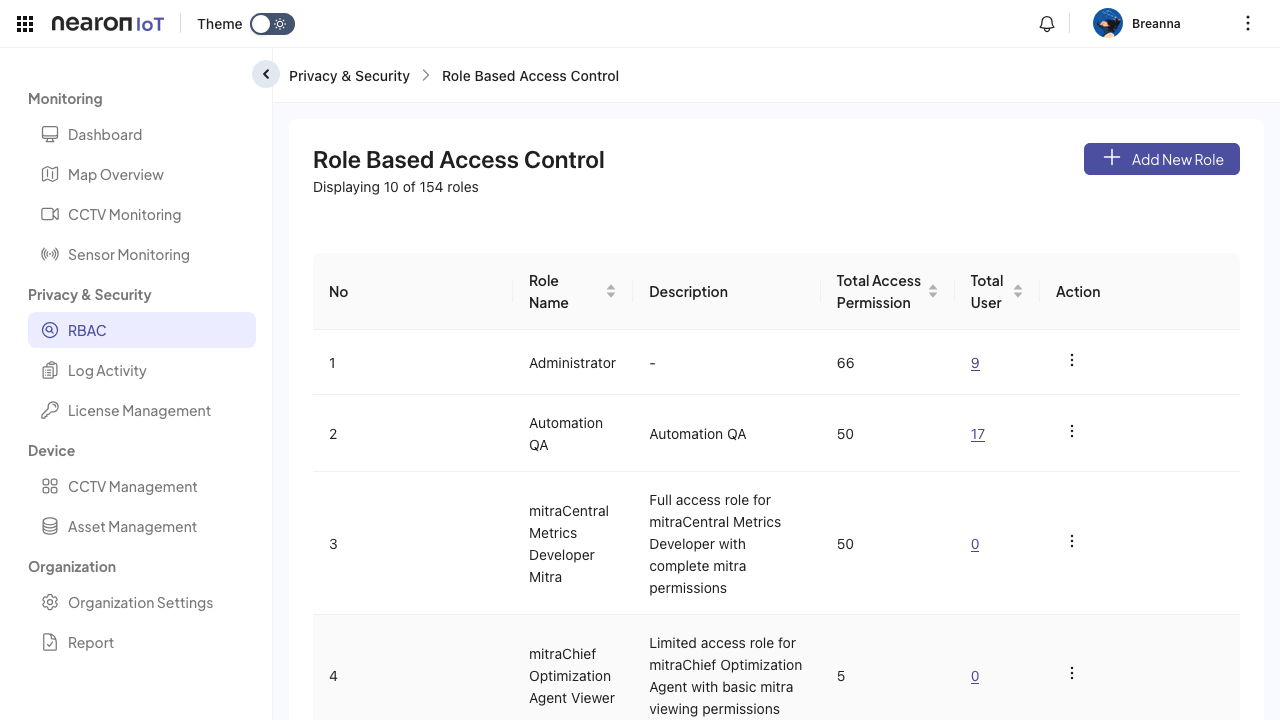 nearon IoT
Theme
Breanna
Privacy & Security
Role Based Access Control
Monitoring
Dashboard
Map Overview
CCTV Monitoring
Sensor Monitoring
Privacy & Security
RBAC
Log Activity
License Management
Device
CCTV Management
Asset Management
Organization
Organization Settings
Report
Role Based Access Control
Displaying 10 of 154 roles
Add New Role
No
Role
Name
Description
Total Access
Permission
Total
User
Action
1
Administrator
-
66
9
2
Automation
QA
Automation QA
50
17
3
mitraCentral
Metrics
Developer
Mitra
Full access role for
mitraCentral Metrics
Developer with
complete mitra
permissions
50
0
4
mitraChief
Optimization
Agent Viewer
Limited access role for
mitraChief Optimization
Agent with basic mitra
viewing permissions
5
0